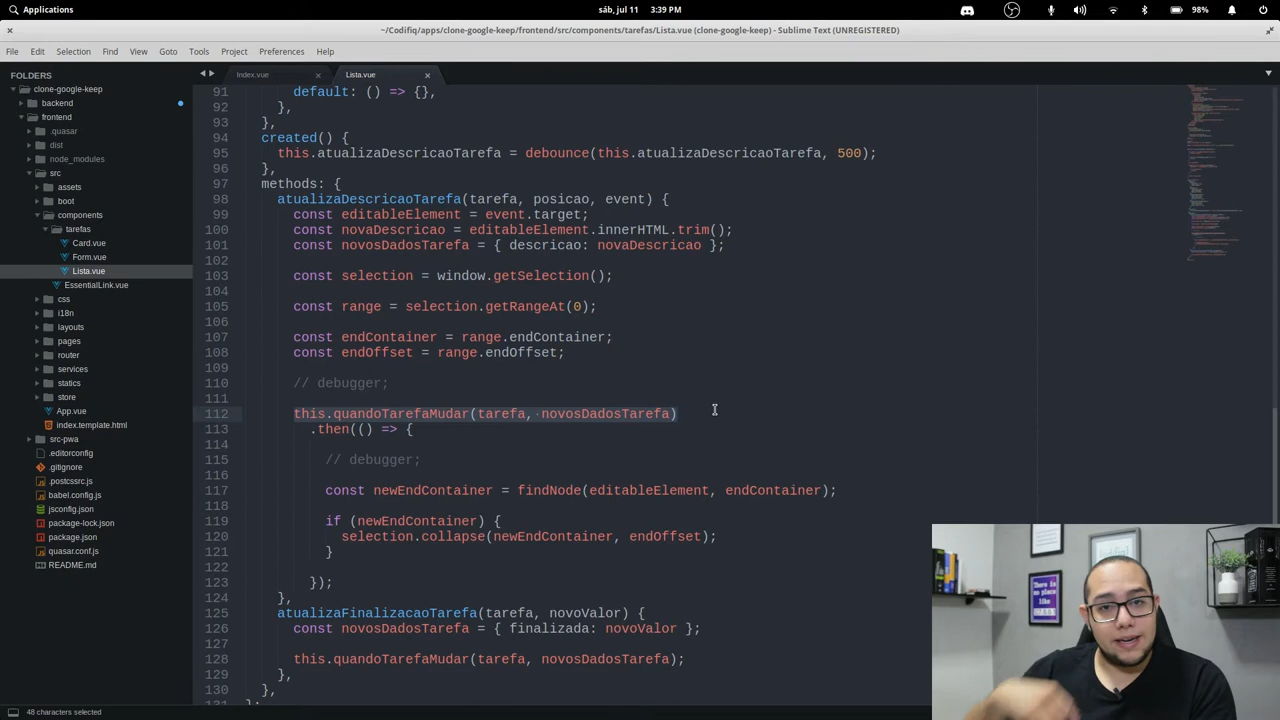 Applications
sáb, jul 11 3:39 PM
98%
~/Codifiq/apps/clone-google-keep/frontend/src/components/tarefas/Lista.vue (clone-google-keep) - Sublime Text (UNREGISTERED)
File Edit Selection Find View Goto Tools Project Preferences Help
FOLDERS
clone-google-keep
backend
frontend
.quasar
dist
node_modules
src
assets
boot
components
tarefas
Card.vue
Form.vue
Lista.vue
EssentialLink.vue
css
i18n
layouts
pages
router
services
statics
store
App.vue
index.template.html
src-pwa
.editorconfig
.gitignore
.postcssrc.js
babel.config.js
jsconfig.json
package-lock.json
package.json
quasar.conf.js
README.md
Index.vue
Lista.vue
91 default: () => {},
92 },
93 },
94 created() {
95 this.atualizaDescricaoTarefa = debounce(this.atualizaDescricaoTarefa, 500);
96 },
97 methods: {
98 atualizaDescricaoTarefa(tarefa, posicao, event) {
99 const editableElement = event.target;
100 const novaDescricao = editableElement.innerHTML.trim();
101 const novosDadosTarefa = { descricao: novaDescricao };
102
103 const selection = window.getSelection();
104
105 const range = selection.getRangeAt(0);
106
107 const endContainer = range.endContainer;
108 const endOffset = range.endOffset;
109
110 // debugger;
111
112 this.quandoTarefaMudar(tarefa, novosDadosTarefa)
113 .then(() => {
114
115 // debugger;
116
117 const newEndContainer = findNode(editableElement, endContainer);
118
119 if (newEndContainer) {
120 selection.collapse(newEndContainer, endOffset);
121 }
122
123 });
124 },
125 atualizaFinalizacaoTarefa(tarefa, novoValor) {
126 const novosDadosTarefa = { finalizada: novoValor };
127
128 this.quandoTarefaMudar(tarefa, novosDadosTarefa);
129 },
130 },
48 characters selected
There is no
place like